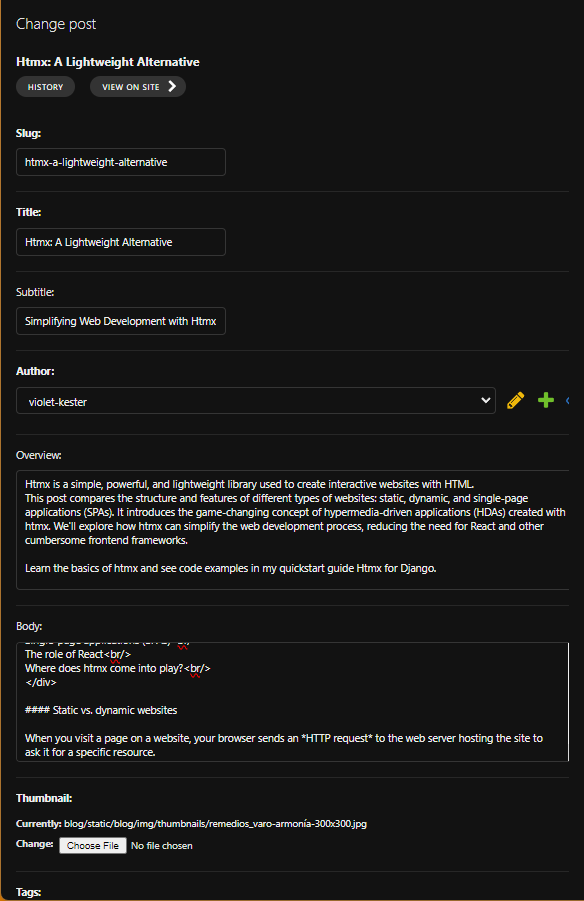 Change post
Htmx: A Lightweight Alternative
HISTORY
VIEW ON SITE
Slug:
htmx-a-lightweight-alternative
Title:
Htmx: A Lightweight Alternative
Subtitle:
Simplifying Web Development with Htmx
Author:
violet-kester
Overview:
Htmx is a simple, powerful, and lightweight library used to create interactive websites with HTML.
This post compares the structure and features of different types of websites: static, dynamic, and single-page
applications (SPAs). It introduces the game-changing concept of hypermedia-driven applications (HDAs) created with
htmx. We'll explore how htmx can simplify the web development process, reducing the need for React and other
cumbersome frontend frameworks.
Learn the basics of htmx and see code examples in my quickstart guide Htmx for Django.
Body:
The role of React<br/>
Where does htmx come into play?<br/>
</div>
#### Static vs. dynamic websites
When you visit a page on a website, your browser sends an *HTTP request* to the web server hosting the site to
ask it for a specific resource.
Thumbnail:
Currently: blog/static/blog/img/thumbnails/remedios_varo-armonía-300x300.jpg
Change: Choose File No file chosen
Tags: